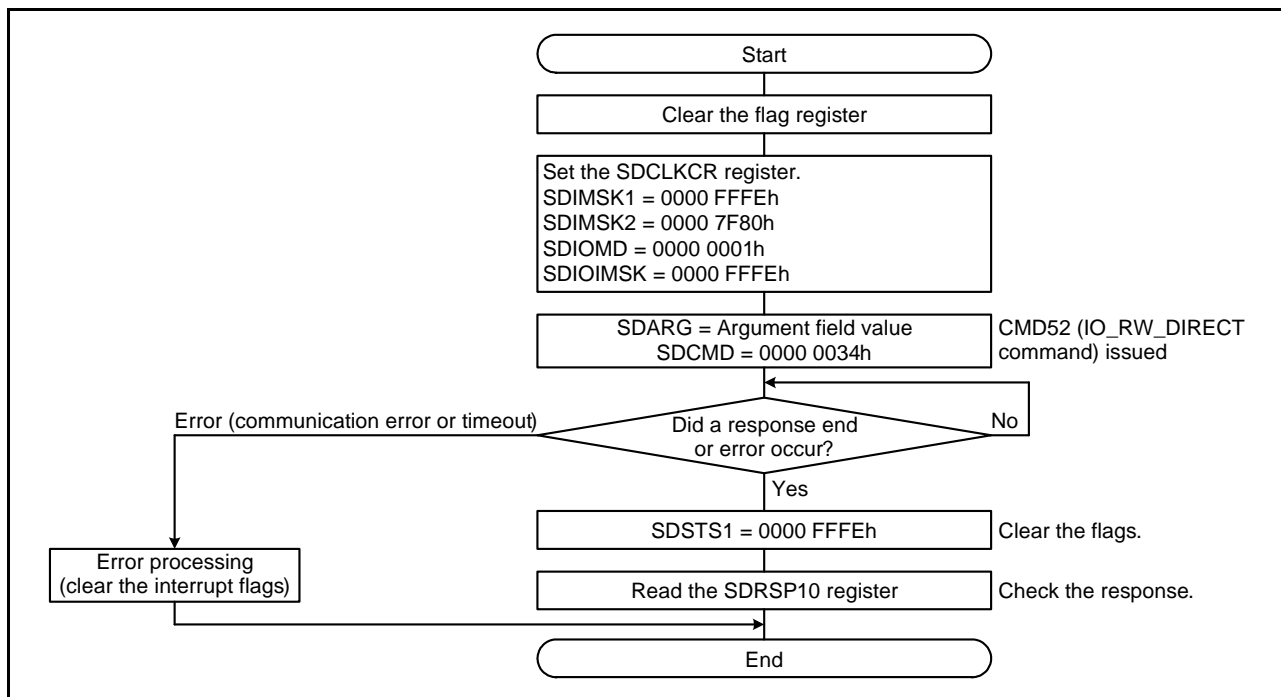 Start
Clear the flag register
Set the SDCLKCR register.
SDIMSK1 = 0000 FFFEh
SDIMSK2 = 0000 7F80h
SDIOMD = 0000 0001h
SDIOIMSK = 0000 FFFEh
SDARG = Argument field value
SDCMD = 0000 0034h
CMD52 (IO_RW_DIRECT
command) issued
Error (communication error or timeout)
Did a response end
or error occur?
No
Yes
SDSTS1 = 0000 FFFEh
Clear the flags.
Error processing
(clear the interrupt flags)
Read the SDRSP10 register
Check the response.
End